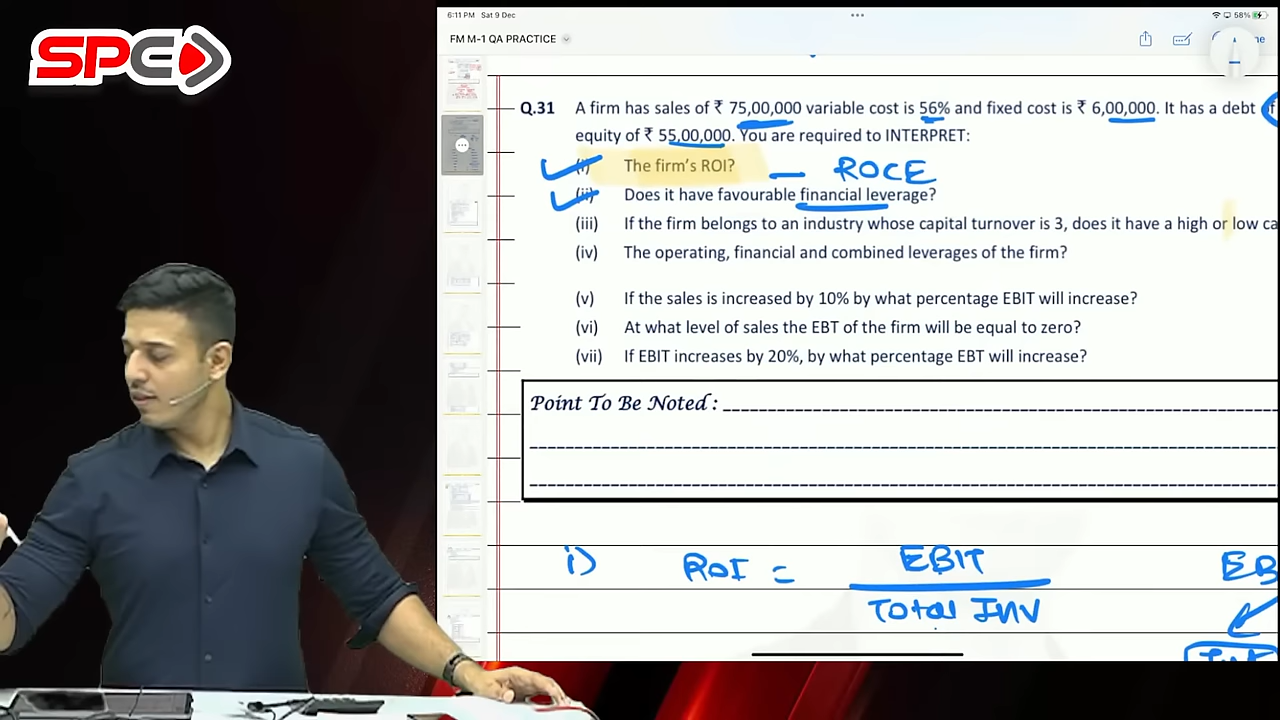 SPC
6:11 PM Sat 9 Dec
58%
FM M-1 QA PRACTICE
Q.31 A firm has sales of ₹ 75,00,000 variable cost is 56% and fixed cost is ₹ 6,00,000. It has a debt
equity of ₹ 55,00,000. You are required to INTERPRET:
(i) The firm's ROI? — ROCE
(ii) Does it have favourable financial leverage?
(iii) If the firm belongs to an industry whose capital turnover is 3, does it have a high or low ca
(iv) The operating, financial and combined leverages of the firm?
(v) If the sales is increased by 10% by what percentage EBIT will increase?
(vi) At what level of sales the EBT of the firm will be equal to zero?
(vii) If EBIT increases by 20%, by what percentage EBT will increase?
Point To Be Noted :
i) ROI = EBIT EB
Total INV